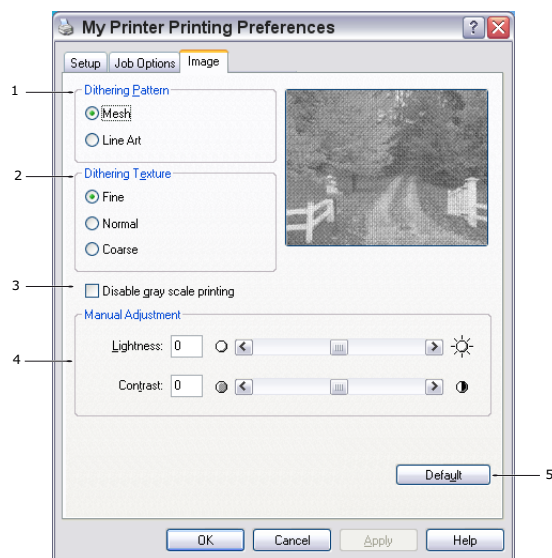 My Printer Printing Preferences
Setup Job Options Image
1 Dithering Pattern
Mesh
Line Art
2 Dithering Texture
Fine
Normal
Coarse
3 Disable gray scale printing
Manual Adjustment
4
Lightness: 0
Contrast: 0
Default 5
OK Cancel Apply Help